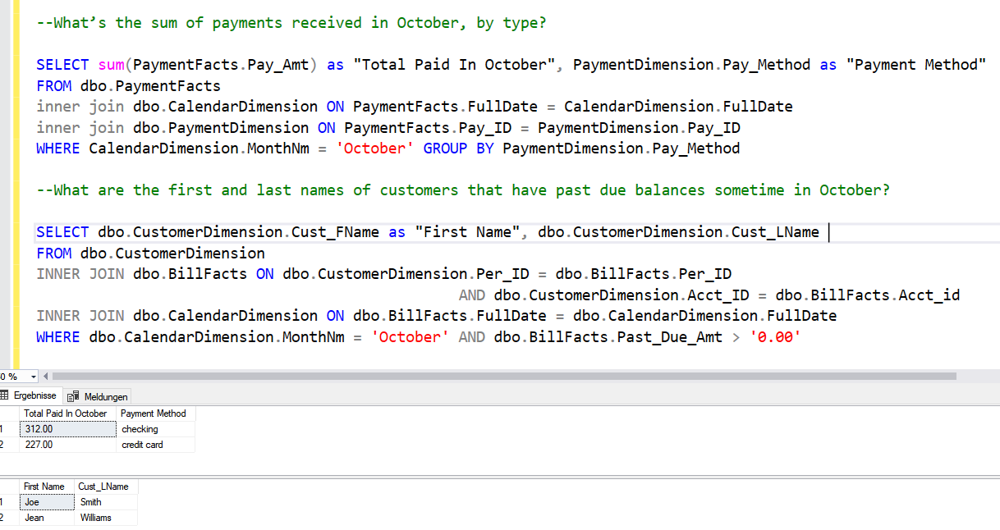 --What’s the sum of payments received in October, by type?
SELECT sum(PaymentFacts.Pay_Amt) as "Total Paid In October", PaymentDimension.Pay_Method as "Payment Method"
FROM dbo.PaymentFacts
inner join dbo.CalendarDimension ON PaymentFacts.FullDate = CalendarDimension.FullDate
inner join dbo.PaymentDimension ON PaymentFacts.Pay_ID = PaymentDimension.Pay_ID
WHERE CalendarDimension.MonthNm = 'October' GROUP BY PaymentDimension.Pay_Method
--What are the first and last names of customers that have past due balances sometime in October?
SELECT dbo.CustomerDimension.Cust_FName as "First Name", dbo.CustomerDimension.Cust_LName
FROM dbo.CustomerDimension
INNER JOIN dbo.BillFacts ON dbo.CustomerDimension.Per_ID = dbo.BillFacts.Per_ID
AND dbo.CustomerDimension.Acct_ID = dbo.BillFacts.Acct_id
INNER JOIN dbo.CalendarDimension ON dbo.BillFacts.FullDate = dbo.CalendarDimension.FullDate
WHERE dbo.CalendarDimension.MonthNm = 'October' AND dbo.BillFacts.Past_Due_Amt > '0.00'
0 %
Ergebnisse Meldungen
Total Paid In October Payment Method
1 312.00 checking
2 227.00 credit card
First Name Cust_LName
1 Joe Smith
2 Jean Williams